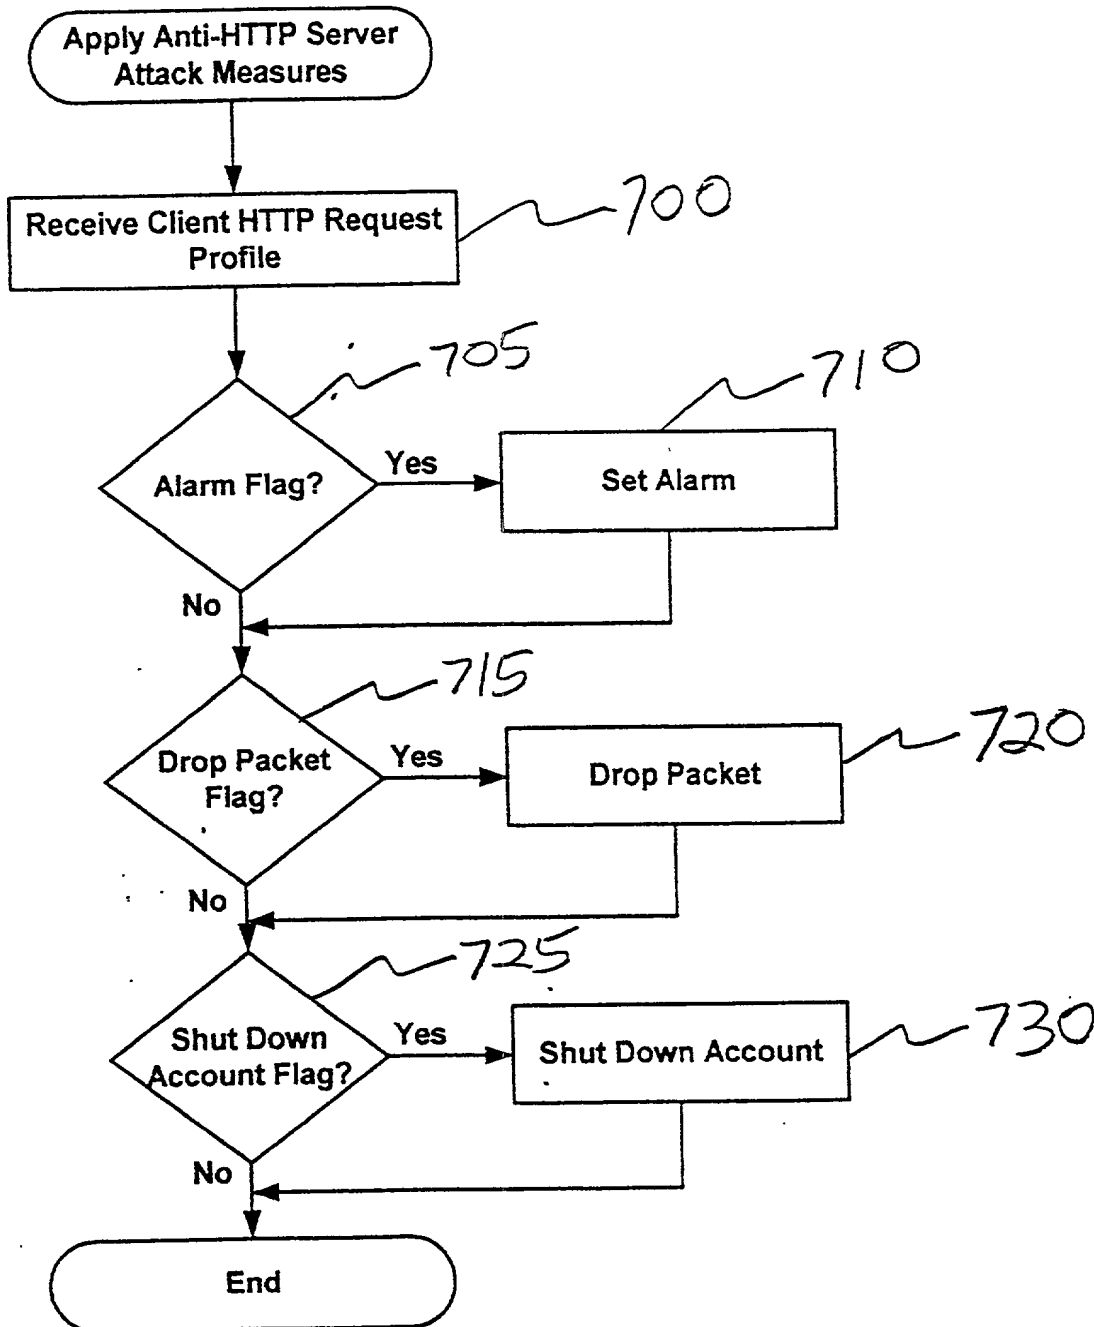 Apply Anti-HTTP Server
Attack Measures
Receive Client HTTP Request
Profile
700
705
710
Alarm Flag?
Yes
Set Alarm
No
715
720
Drop Packet
Flag?
Yes
Drop Packet
No
725
730
Shut Down
Account Flag?
Yes
Shut Down Account
No
End